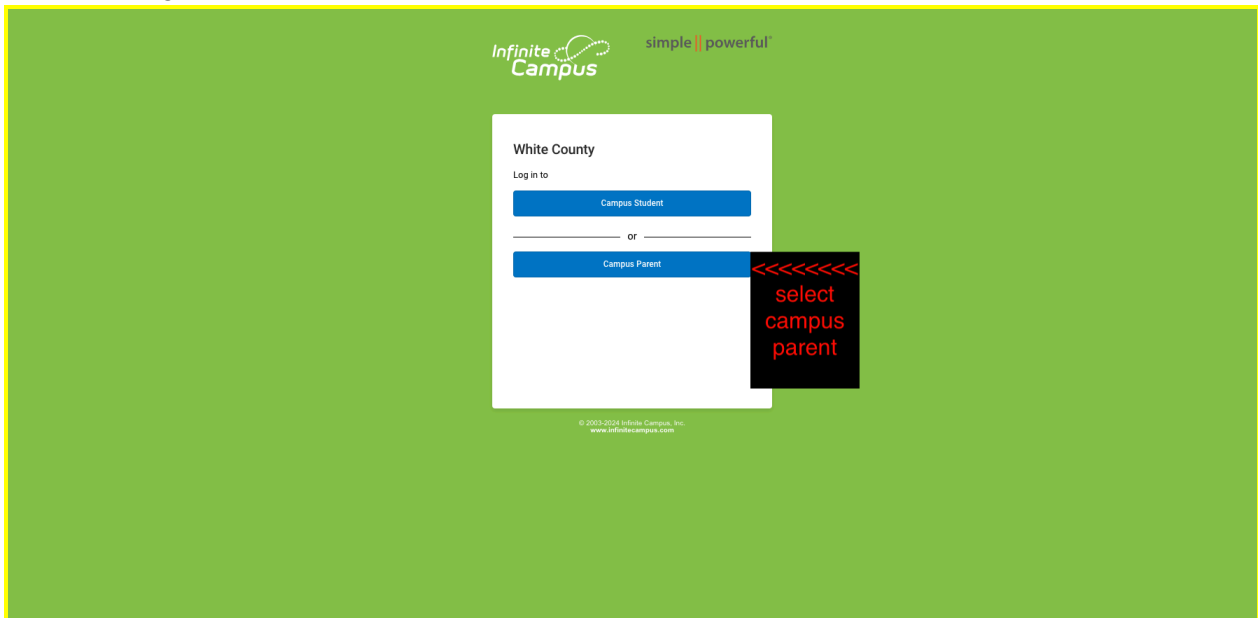 Infinite Campus
simple || powerful®
White County
Log in to
Campus Student
or
Campus Parent
<<<<<<<<
select
campus
parent
© 2003-2024 Infinite Campus, Inc.
www.infinitecampus.com